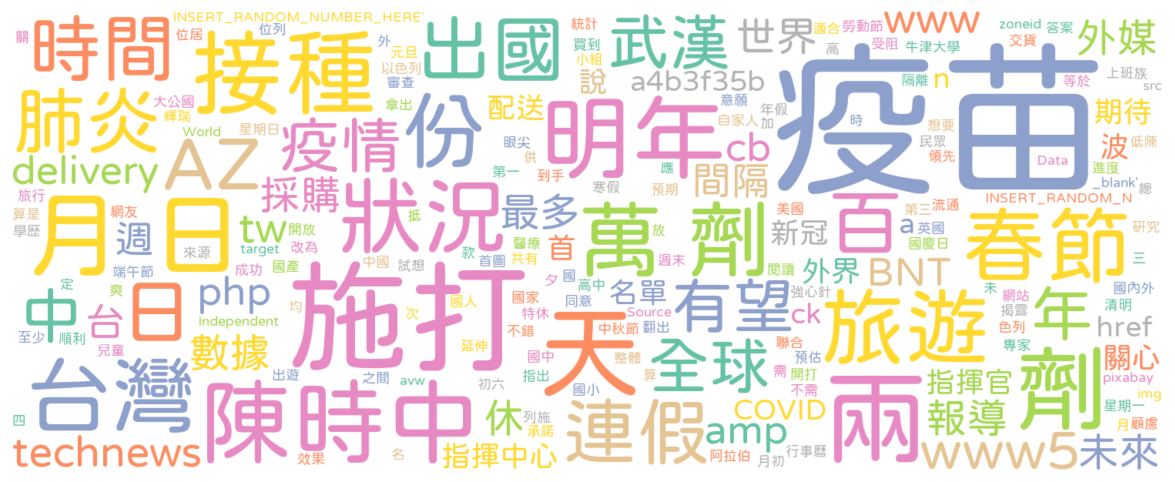 INSERT_RANDOM_NUMBER_HERE'
關 位居 位列 外 元旦 統計 www zoneid 答案
時間 接種 出國 武漢 世界 適合 勞動節 交貨 外媒
以色列 買到 小組 高 受阻 牛津大學
審查 說 a4b3f35b 疫苗 隔離 n 等於 上班族
肺炎 大公國 輝瑞 拿出 份 配送 明年 意願 年假 src
自家人 加 時 想要 期待
World 星期日 疫情 眼尖 cb 民眾 領先 波 低陳
delivery AZ 供 第一 到手 應 Data 進度
旅行 採購 狀況 寒假 預期 間隔 _blank' 總
算是 網友 月 日 最多 萬 劑 美國 百 第三 流通 INSERT_RANDOM_N
學歷 週 tw 開放 抵 新冠 a 英國 春節 研究
來源 target 改為 款 醫療 首 放 國慶日
端午節 成功 國產 中國 試想 首圖 共有 夕 國 週末 閱讀 外界 BNT 未 國內外 三
定 爽 php 高中 名單 有望 強心針 網站 清明
中 台 日 均 施打 國人 國家 同意 Source ck 旅遊 揭露 年 href
至少 順利 Independent 次 特休 翻出 色列
兒童 數據 不錯 天 中秋節 聯合 專家 關心
延伸 國中 整體 全球 預估 劑 pixabay
台灣 出遊 之間 avw 初六 指出 國小 算 需 開打 不需 指揮官 img
陳時中 休 列施 連假 COVID 兩 報導 星期一
四 承諾 amp 月 顧慮
technews 效果 名 指揮中心 阿拉伯 月初 行事曆 www5 未來